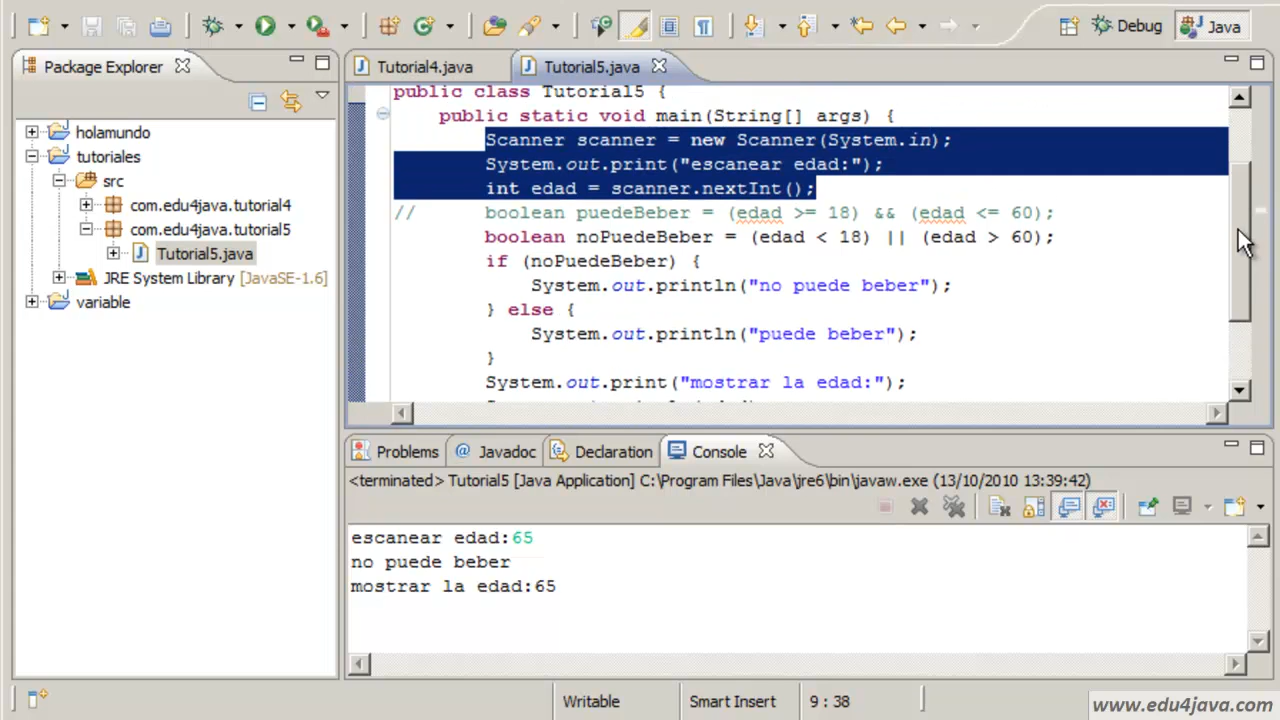 Debug
Java
Package Explorer
holamundo
tutoriales
src
com.edu4java.tutorial4
com.edu4java.tutorial5
Tutorial5.java
JRE System Library [JavaSE-1.6]
variable
Tutorial4.java
Tutorial5.java
public class Tutorial5 {
public static void main(String[] args) {
Scanner scanner = new Scanner(System.in);
System.out.print("escanear edad:");
int edad = scanner.nextInt();
// boolean puedeBeber = (edad >= 18) && (edad <= 60);
boolean noPuedeBeber = (edad < 18) || (edad > 60);
if (noPuedeBeber) {
System.out.println("no puede beber");
} else {
System.out.println("puede beber");
}
System.out.print("mostrar la edad:");
Problems
@ Javadoc
Declaration
Console
<terminated> Tutorial5 [Java Application] C:\Program Files\Java\jre6\bin\javaw.exe (13/10/2010 13:39:42)
escanear edad:65
no puede beber
mostrar la edad:65
Writable
Smart Insert
9 : 38
www.edu4java.com